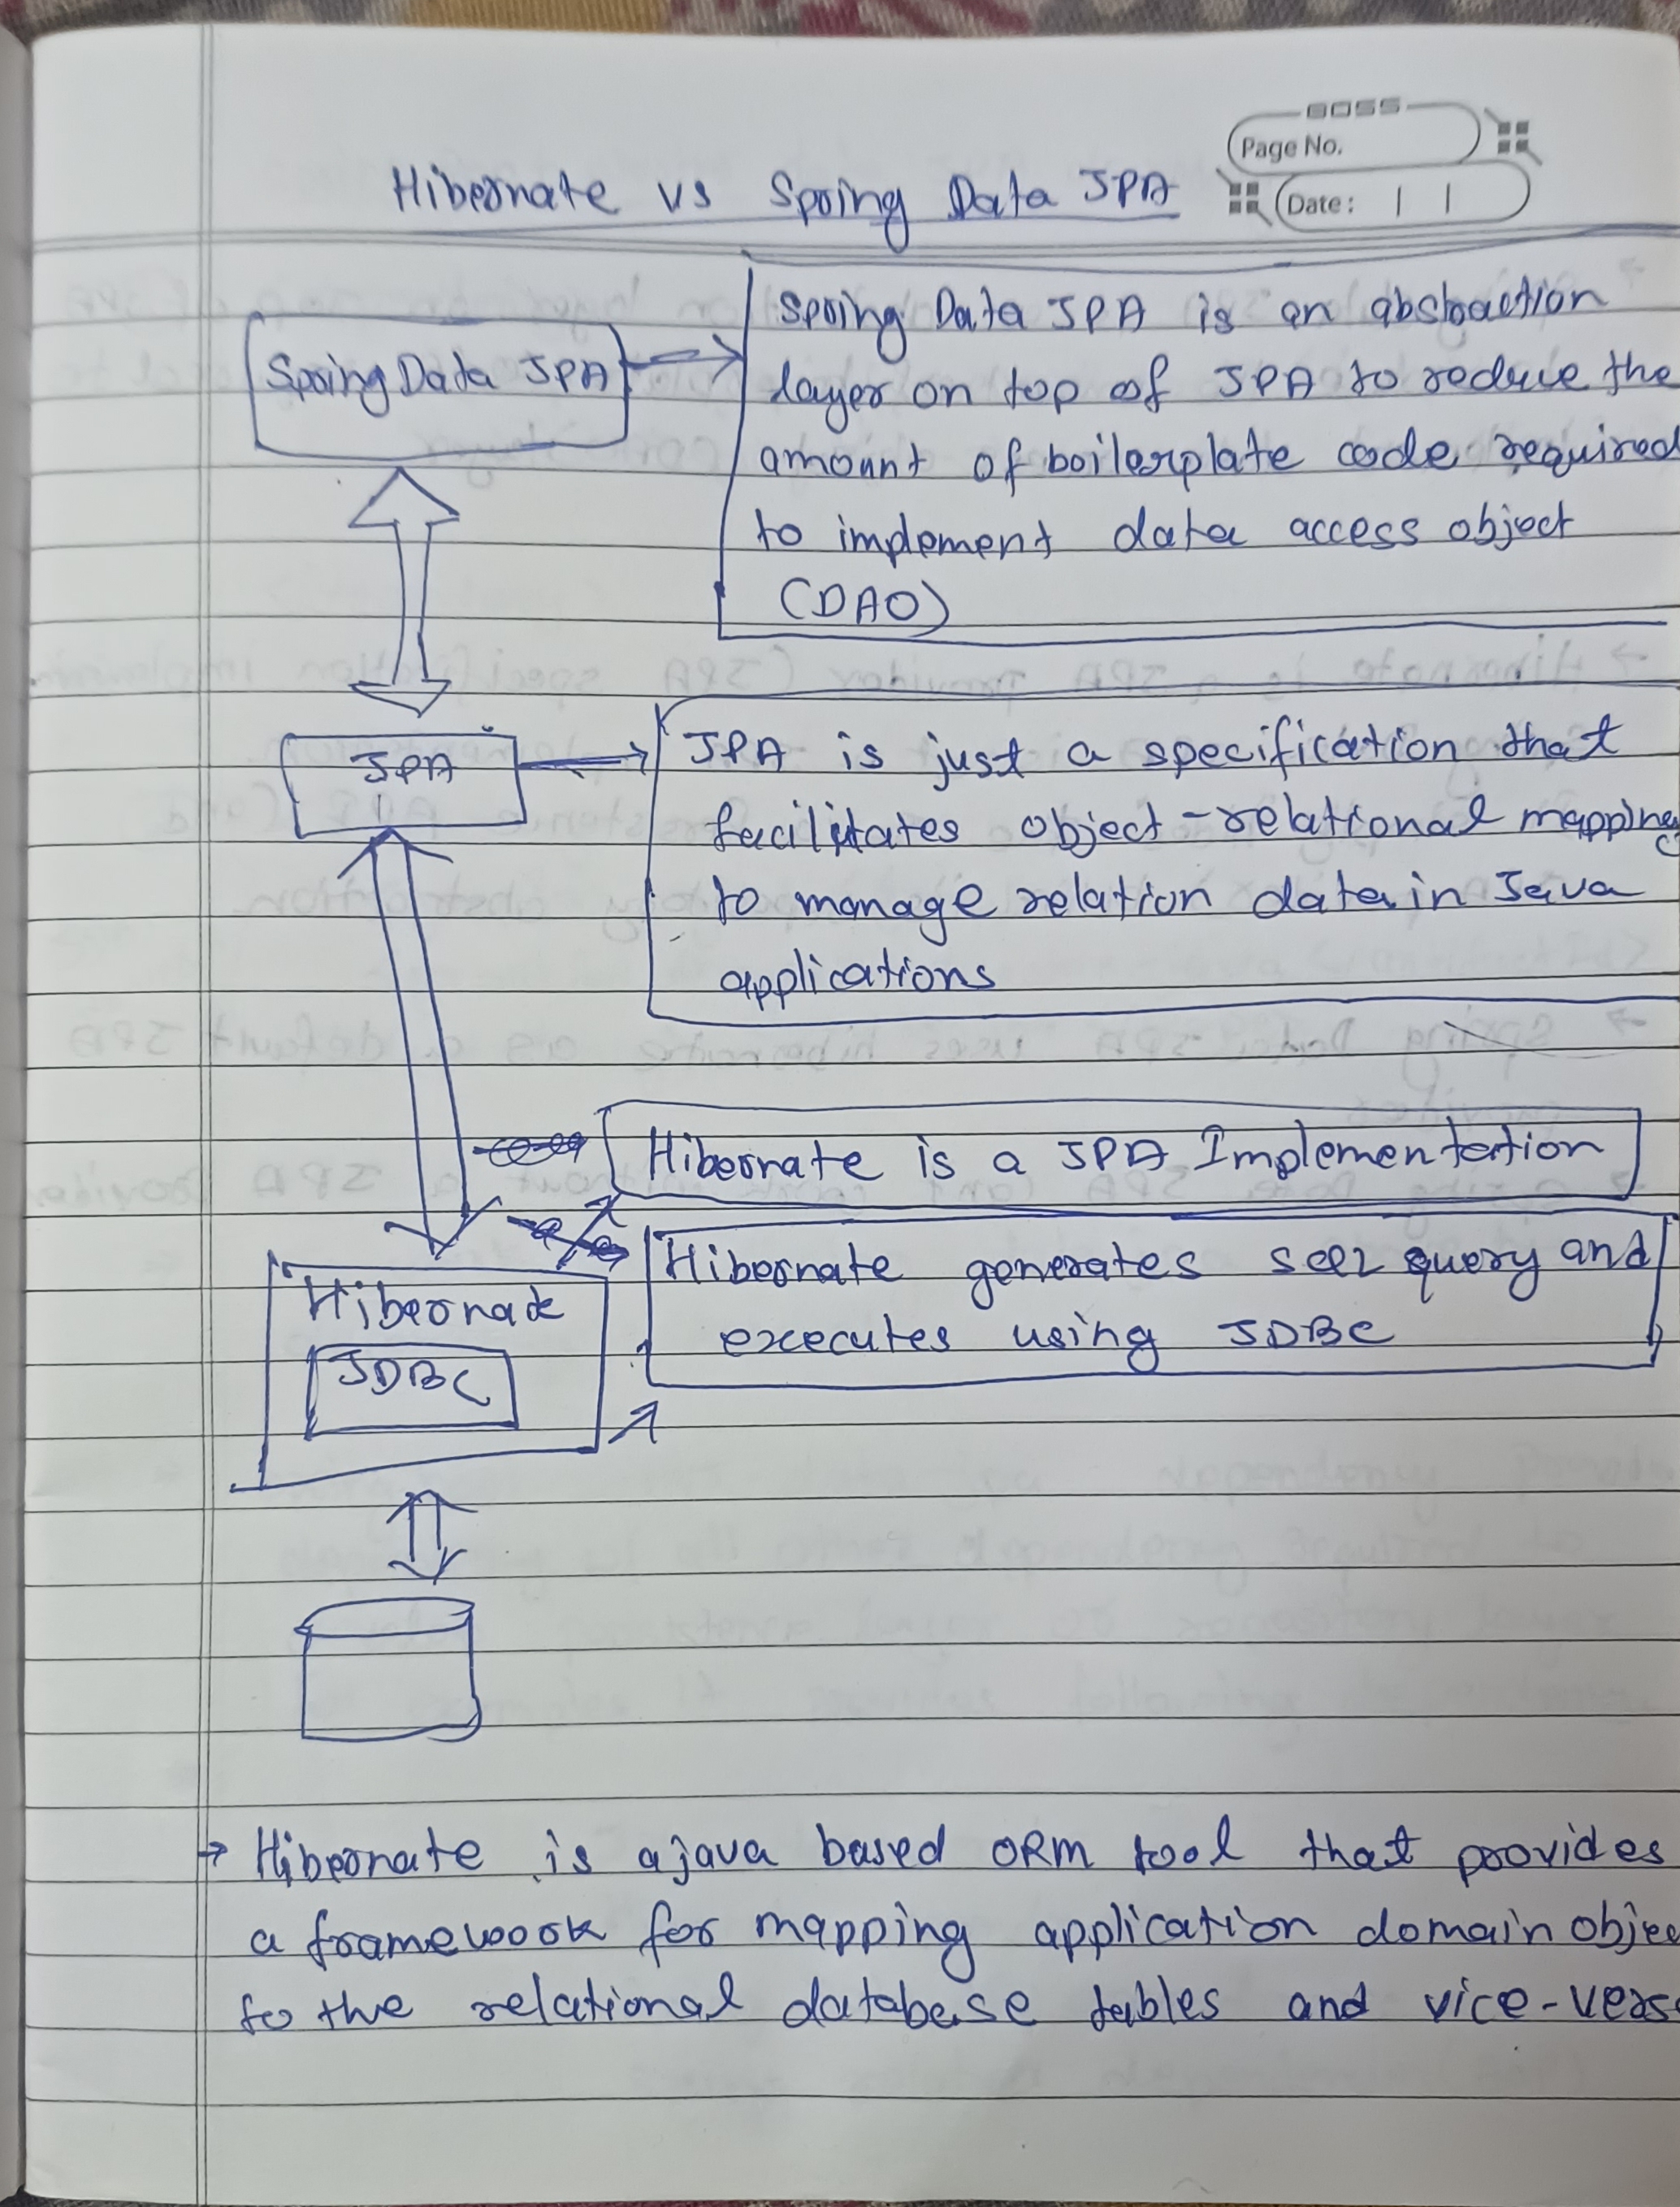 BOSS
Page No.
Date:
Hibernate vs Spring Data JPA
Spring Data JPA
Spring Data JPA is an abstraction
layer on top of JPA to reduce the
amount of boilerplate code required
to implement data access object
(DAO)
JPA
JPA is just a specification that
facilitates object-relational mapping
to manage relation data in Java
applications
Hibernate is a JPA Implementation
Hibernate generates SQL query and
executes using JDBC
Hibernate
JDBC
→ Hibernate is a java based ORM tool that provides
a framework for mapping application domain objec
to the relational database tables and vice-vers